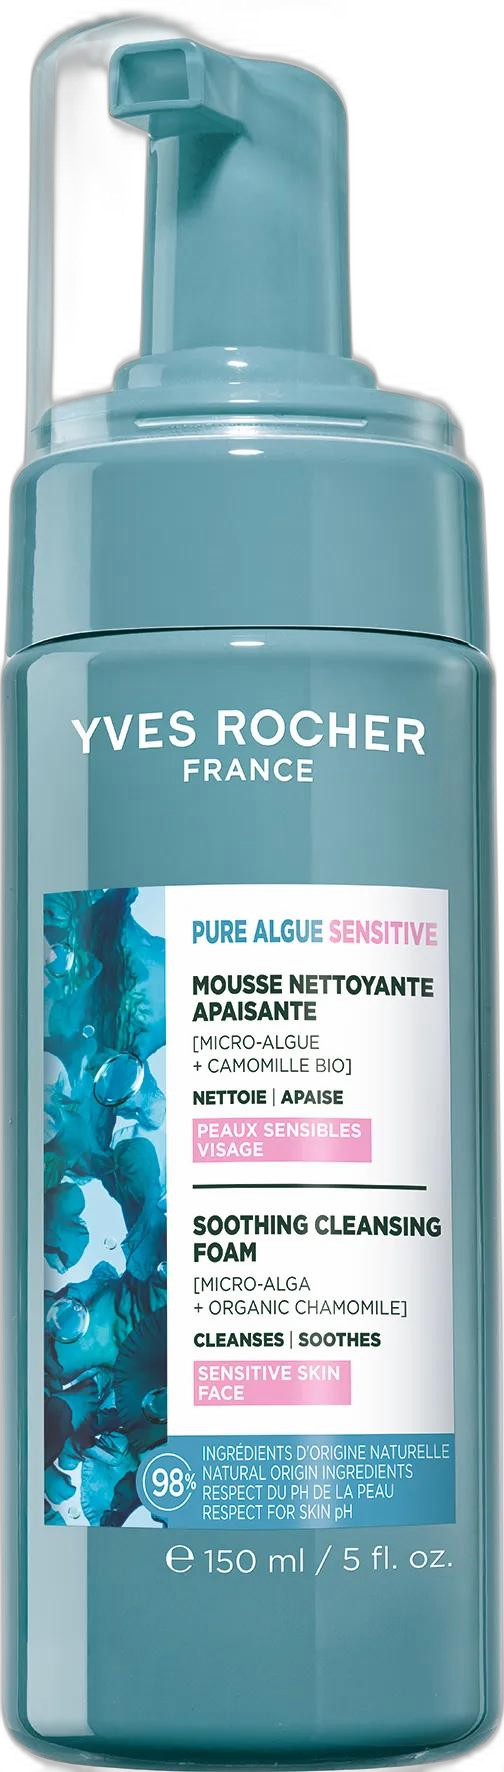 YVES ROCHER
FRANCE
PURE ALGUE SENSITIVE
MOUSSE NETTOYANTE
APAISANTE
[MICRO-ALGUE
+ CAMOMILLE BIO]
NETTOIE | APAISE
PEAUX SENSIBLES
VISAGE
SOOTHING CLEANSING
FOAM
[MICRO-ALGA
+ ORGANIC CHAMOMILE]
CLEANSES | SOOTHES
SENSITIVE SKIN
FACE
98%
INGRÉDIENTS D'ORIGINE NATURELLE
NATURAL ORIGIN INGREDIENTS
RESPECT DU PH DE LA PEAU
RESPECT FOR SKIN pH
℮ 150 ml / 5 fl. oz.